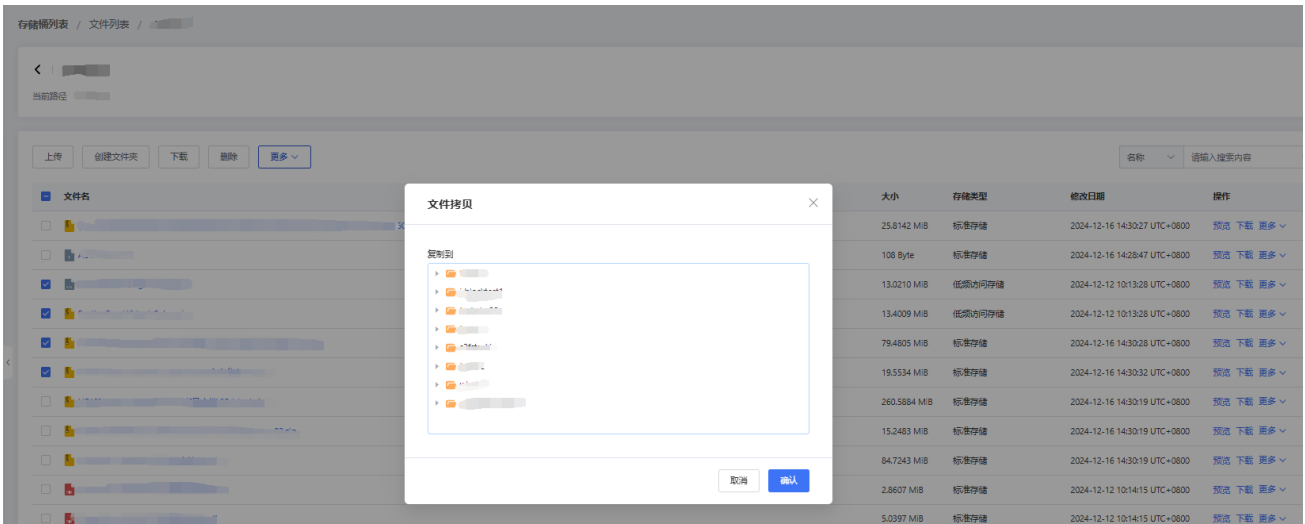 存储桶列表 / 文件列表 /
当前路径
上传 创建文件夹 下载 删除 更多
名称 请输入搜索内容
文件名 大小 存储类型 修改日期 操作
25.8142 MiB 标准存储 2024-12-16 14:30:27 UTC+0800 预览 下载 更多
108 Byte 标准存储 2024-12-16 14:28:47 UTC+0800 预览 下载 更多
13.0210 MiB 低频访问存储 2024-12-12 10:13:28 UTC+0800 预览 下载 更多
13.4009 MiB 低频访问存储 2024-12-12 10:13:28 UTC+0800 预览 下载 更多
79.4805 MiB 标准存储 2024-12-16 14:30:28 UTC+0800 预览 下载 更多
19.5534 MiB 标准存储 2024-12-16 14:30:32 UTC+0800 预览 下载 更多
260.5884 MiB 标准存储 2024-12-16 14:30:19 UTC+0800 预览 下载 更多
15.2483 MiB 标准存储 2024-12-16 14:30:19 UTC+0800 预览 下载 更多
84.7243 MiB 标准存储 2024-12-16 14:30:19 UTC+0800 预览 下载 更多
2.8607 MiB 标准存储 2024-12-12 10:14:15 UTC+0800 预览 下载 更多
5.0397 MiB 标准存储 2024-12-12 10:14:15 UTC+0800 预览 下载 更多
文件拷贝
复制到
取消 确认